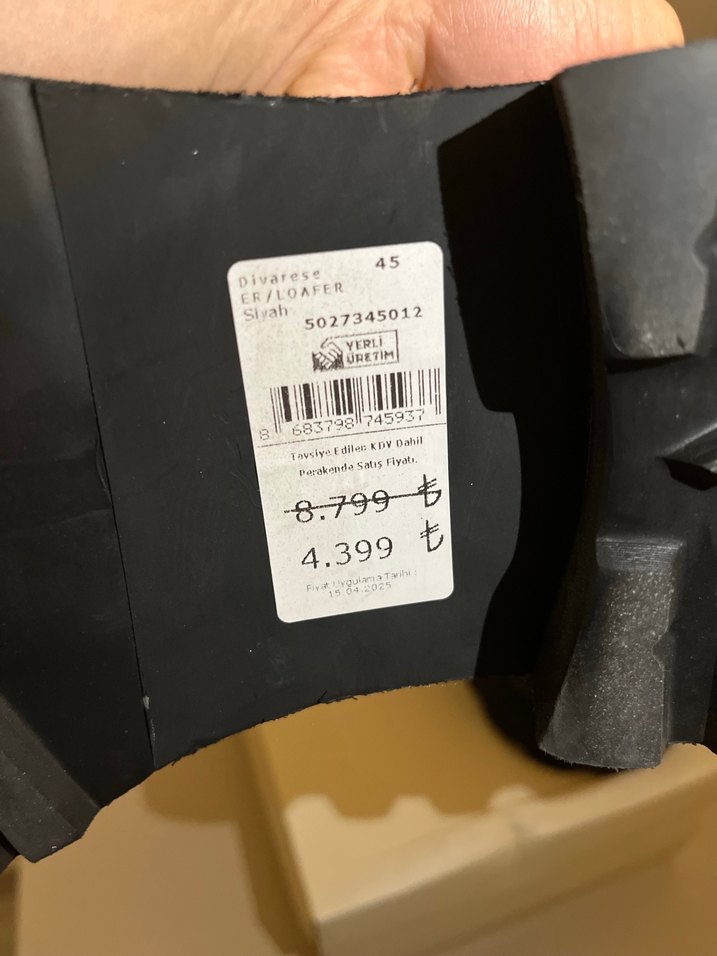 Divarese 45
ER/LOAFER
Siyah 5027345012
YERLİ
ÜRETİM
8 683798 745937
Tavsiye Edilen KDV Dahil
Perakende Satış Fiyatı.
8.799 ₺
4.399 ₺
Fiyat Uygulama Tarihi :
15.04.2025